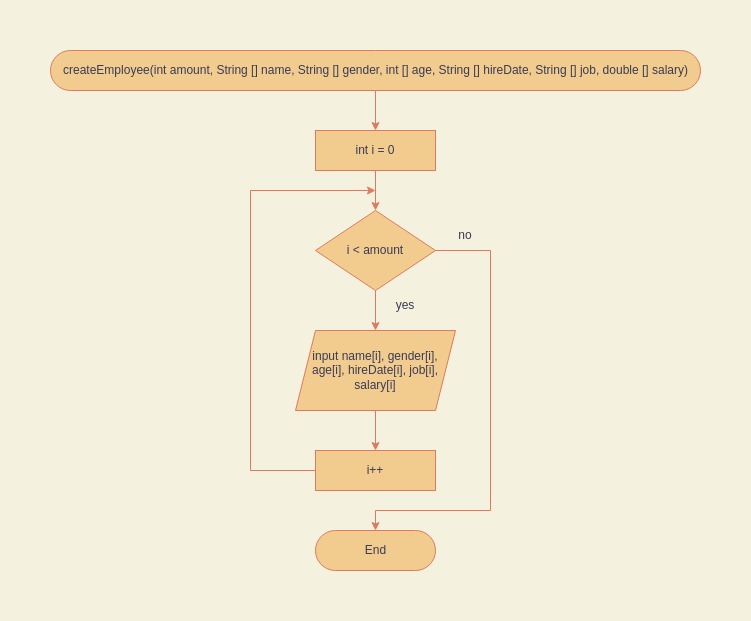 createEmployee(int amount, String [] name, String [] gender, int [] age, String [] hireDate, String [] job, double [] salary)
int i = 0
no
i < amount
yes
input name[i], gender[i],
age[i], hireDate[i], job[i],
salary[i]
i++
End